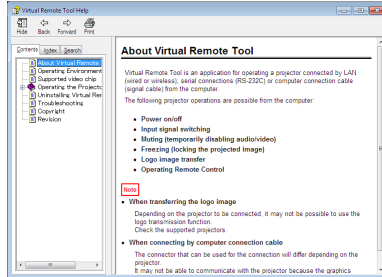 Virtual Remote Tool Help
Hide Back Forward Print
Contents Index Search
About Virtual Remote
Operating Environment
Supported video chip
Operating the Projecto
Uninstalling Virtual Rer
Troubleshooting
Copyright
Revision
About Virtual Remote Tool
Virtual Remote Tool is an application for operating a projector connected by LAN
(wired or wireless), serial connections (RS-232C) or computer connection cable
(signal cable) from the computer.
The following projector operations are possible from the computer:
• Power on/off
• Input signal switching
• Muting (temporarily disabling audio/video)
• Freezing (locking the projected image)
• Logo image transfer
• Operating Remote Control
Note
• When transferring the logo image
Depending on the projector to be connected, it may not be possible to use the
logo transmission function.
Check the supported projectors.
• When connecting by computer connection cable
The connector that can be used for the connection will differ depending on the
projector.
It may not be able to communicate with the projector because the graphics